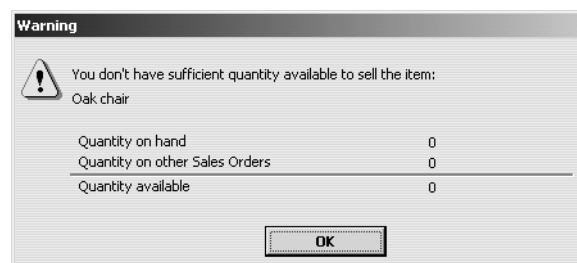 Warning
You don't have sufficient quantity available to sell the item:
Oak chair
Quantity on hand 0
Quantity on other Sales Orders 0
Quantity available 0
OK